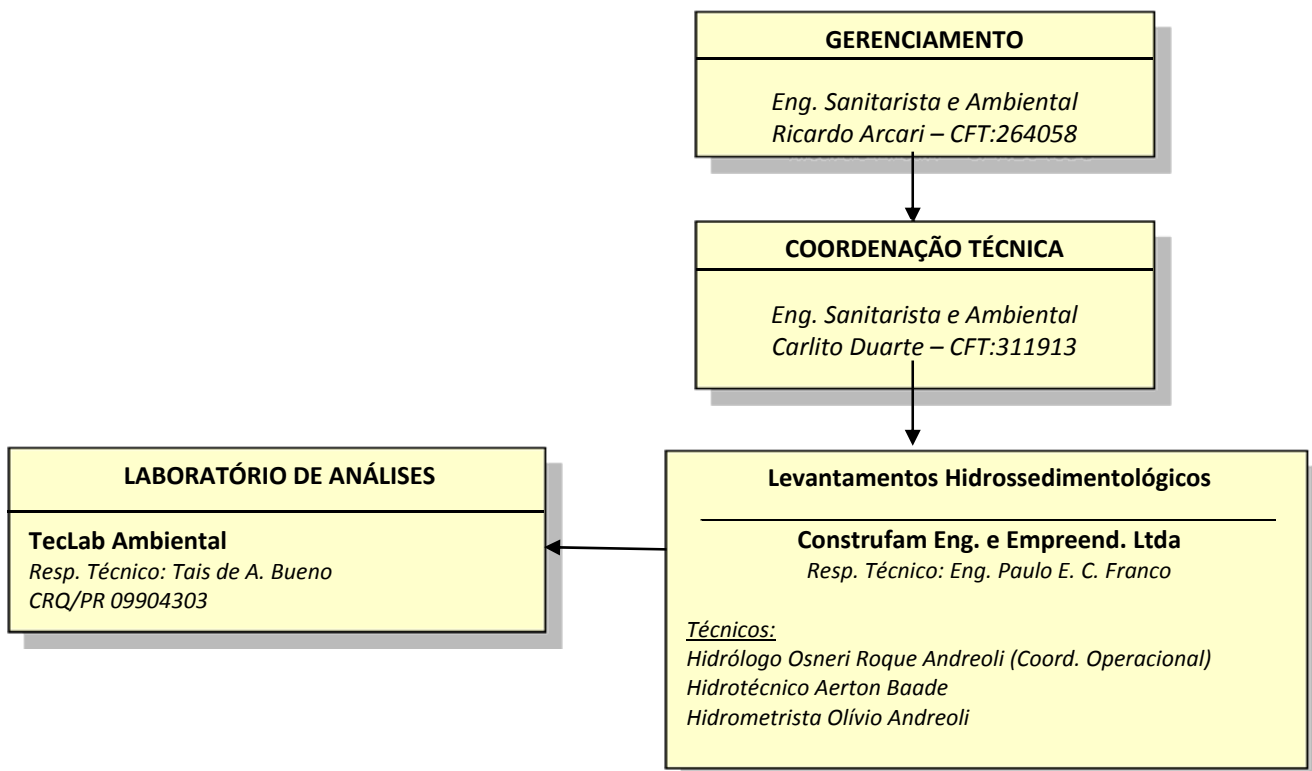 GERENCIAMENTO
Eng. Sanitarista e Ambiental
Ricardo Arcari – CFT:264058
COORDENAÇÃO TÉCNICA
Eng. Sanitarista e Ambiental
Carlito Duarte – CFT:311913
LABORATÓRIO DE ANÁLISES
TecLab Ambiental
Resp. Técnico: Tais de A. Bueno
CRQ/PR 09904303
Levantamentos Hidrossedimentológicos
Construfam Eng. e Empreend. Ltda
Resp. Técnico: Eng. Paulo E. C. Franco
Técnicos:
Hidrólogo Osneri Roque Andreoli (Coord. Operacional)
Hidrotécnico Aerton Baade
Hidrometrista Olívio Andreoli